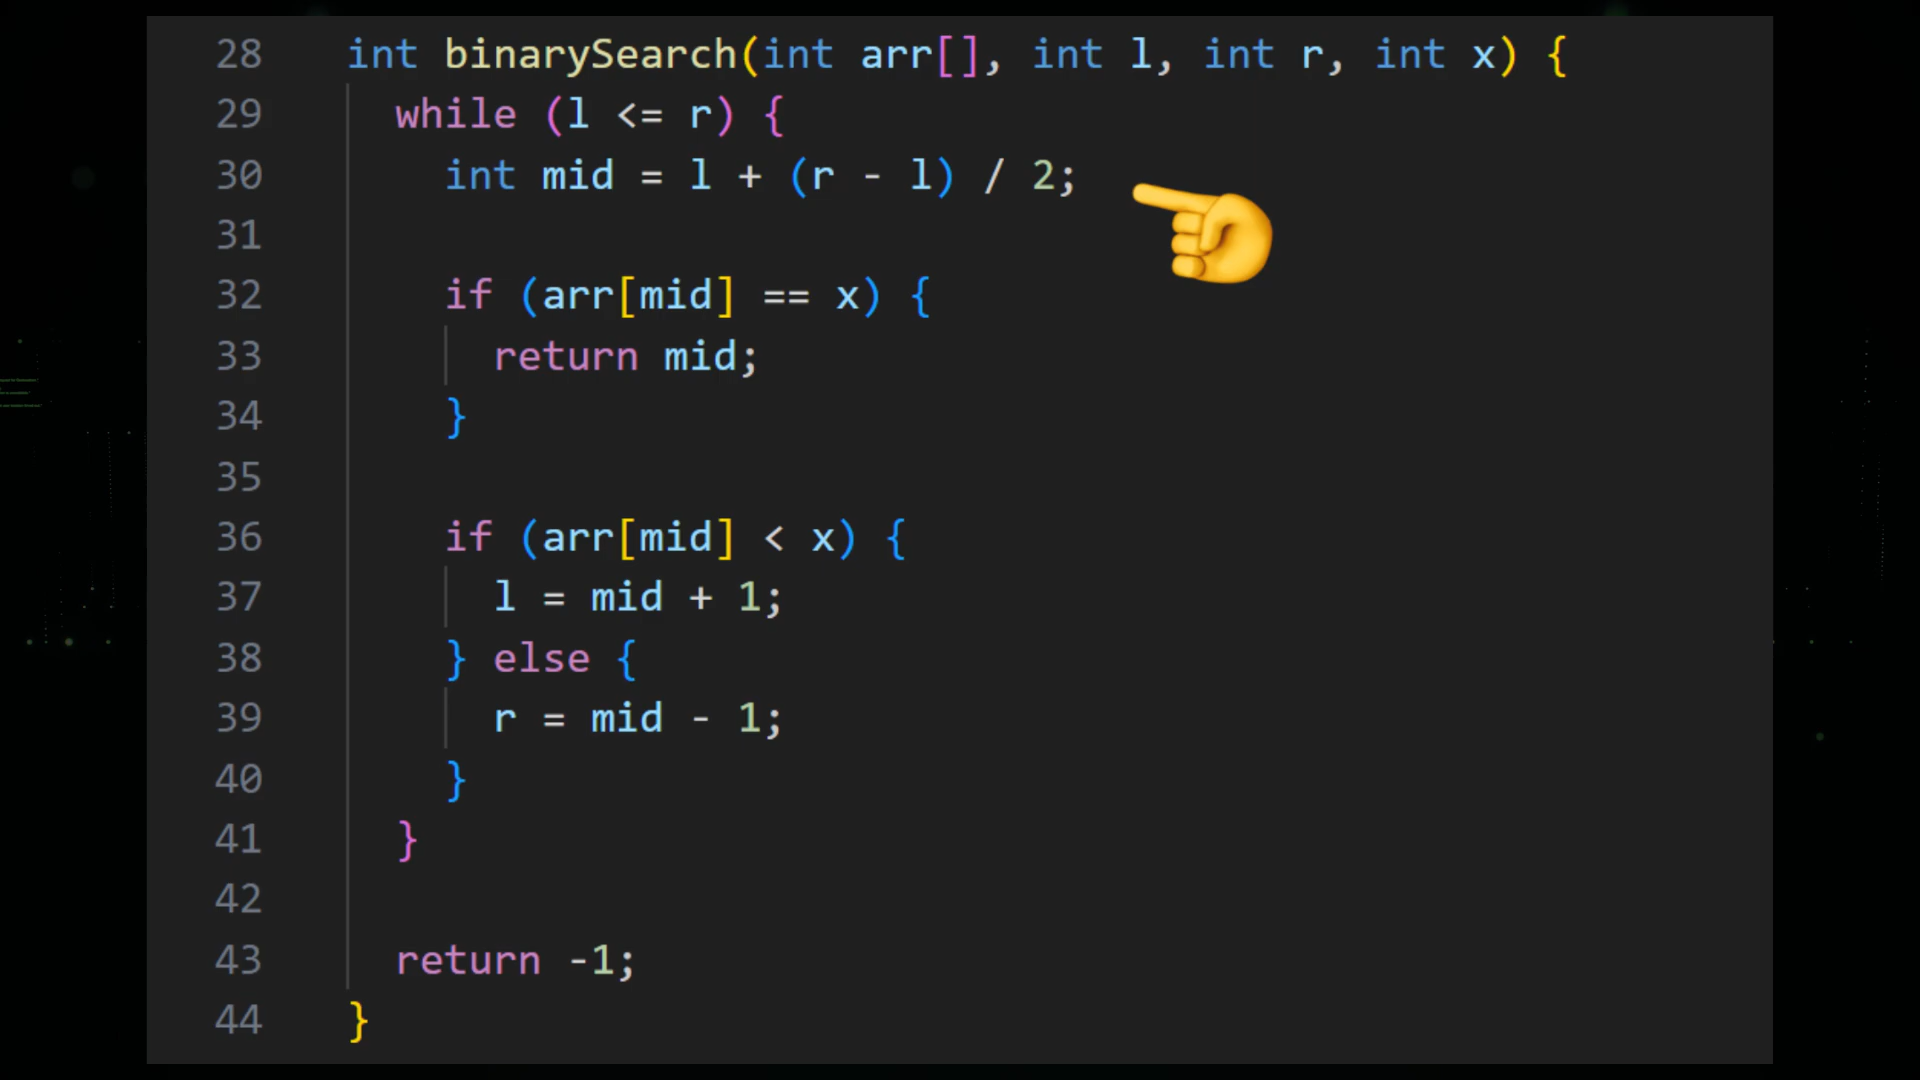 28 int binarySearch(int arr[], int l, int r, int x) {
29 while (l <= r) {
30 int mid = l + (r - l) / 2;
31
32 if (arr[mid] == x) {
33 return mid;
34 }
35
36 if (arr[mid] < x) {
37 l = mid + 1;
38 } else {
39 r = mid - 1;
40 }
41 }
42
43 return -1;
44 }